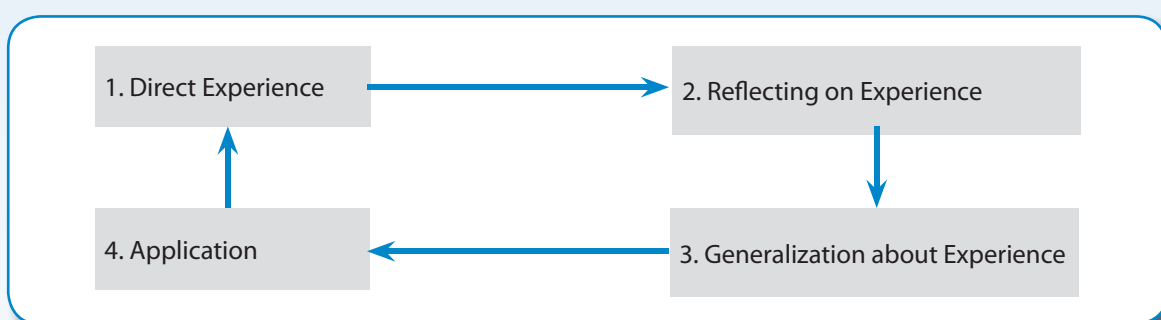 1. Direct Experience
2. Reflecting on Experience
3. Generalization about Experience
4. Application